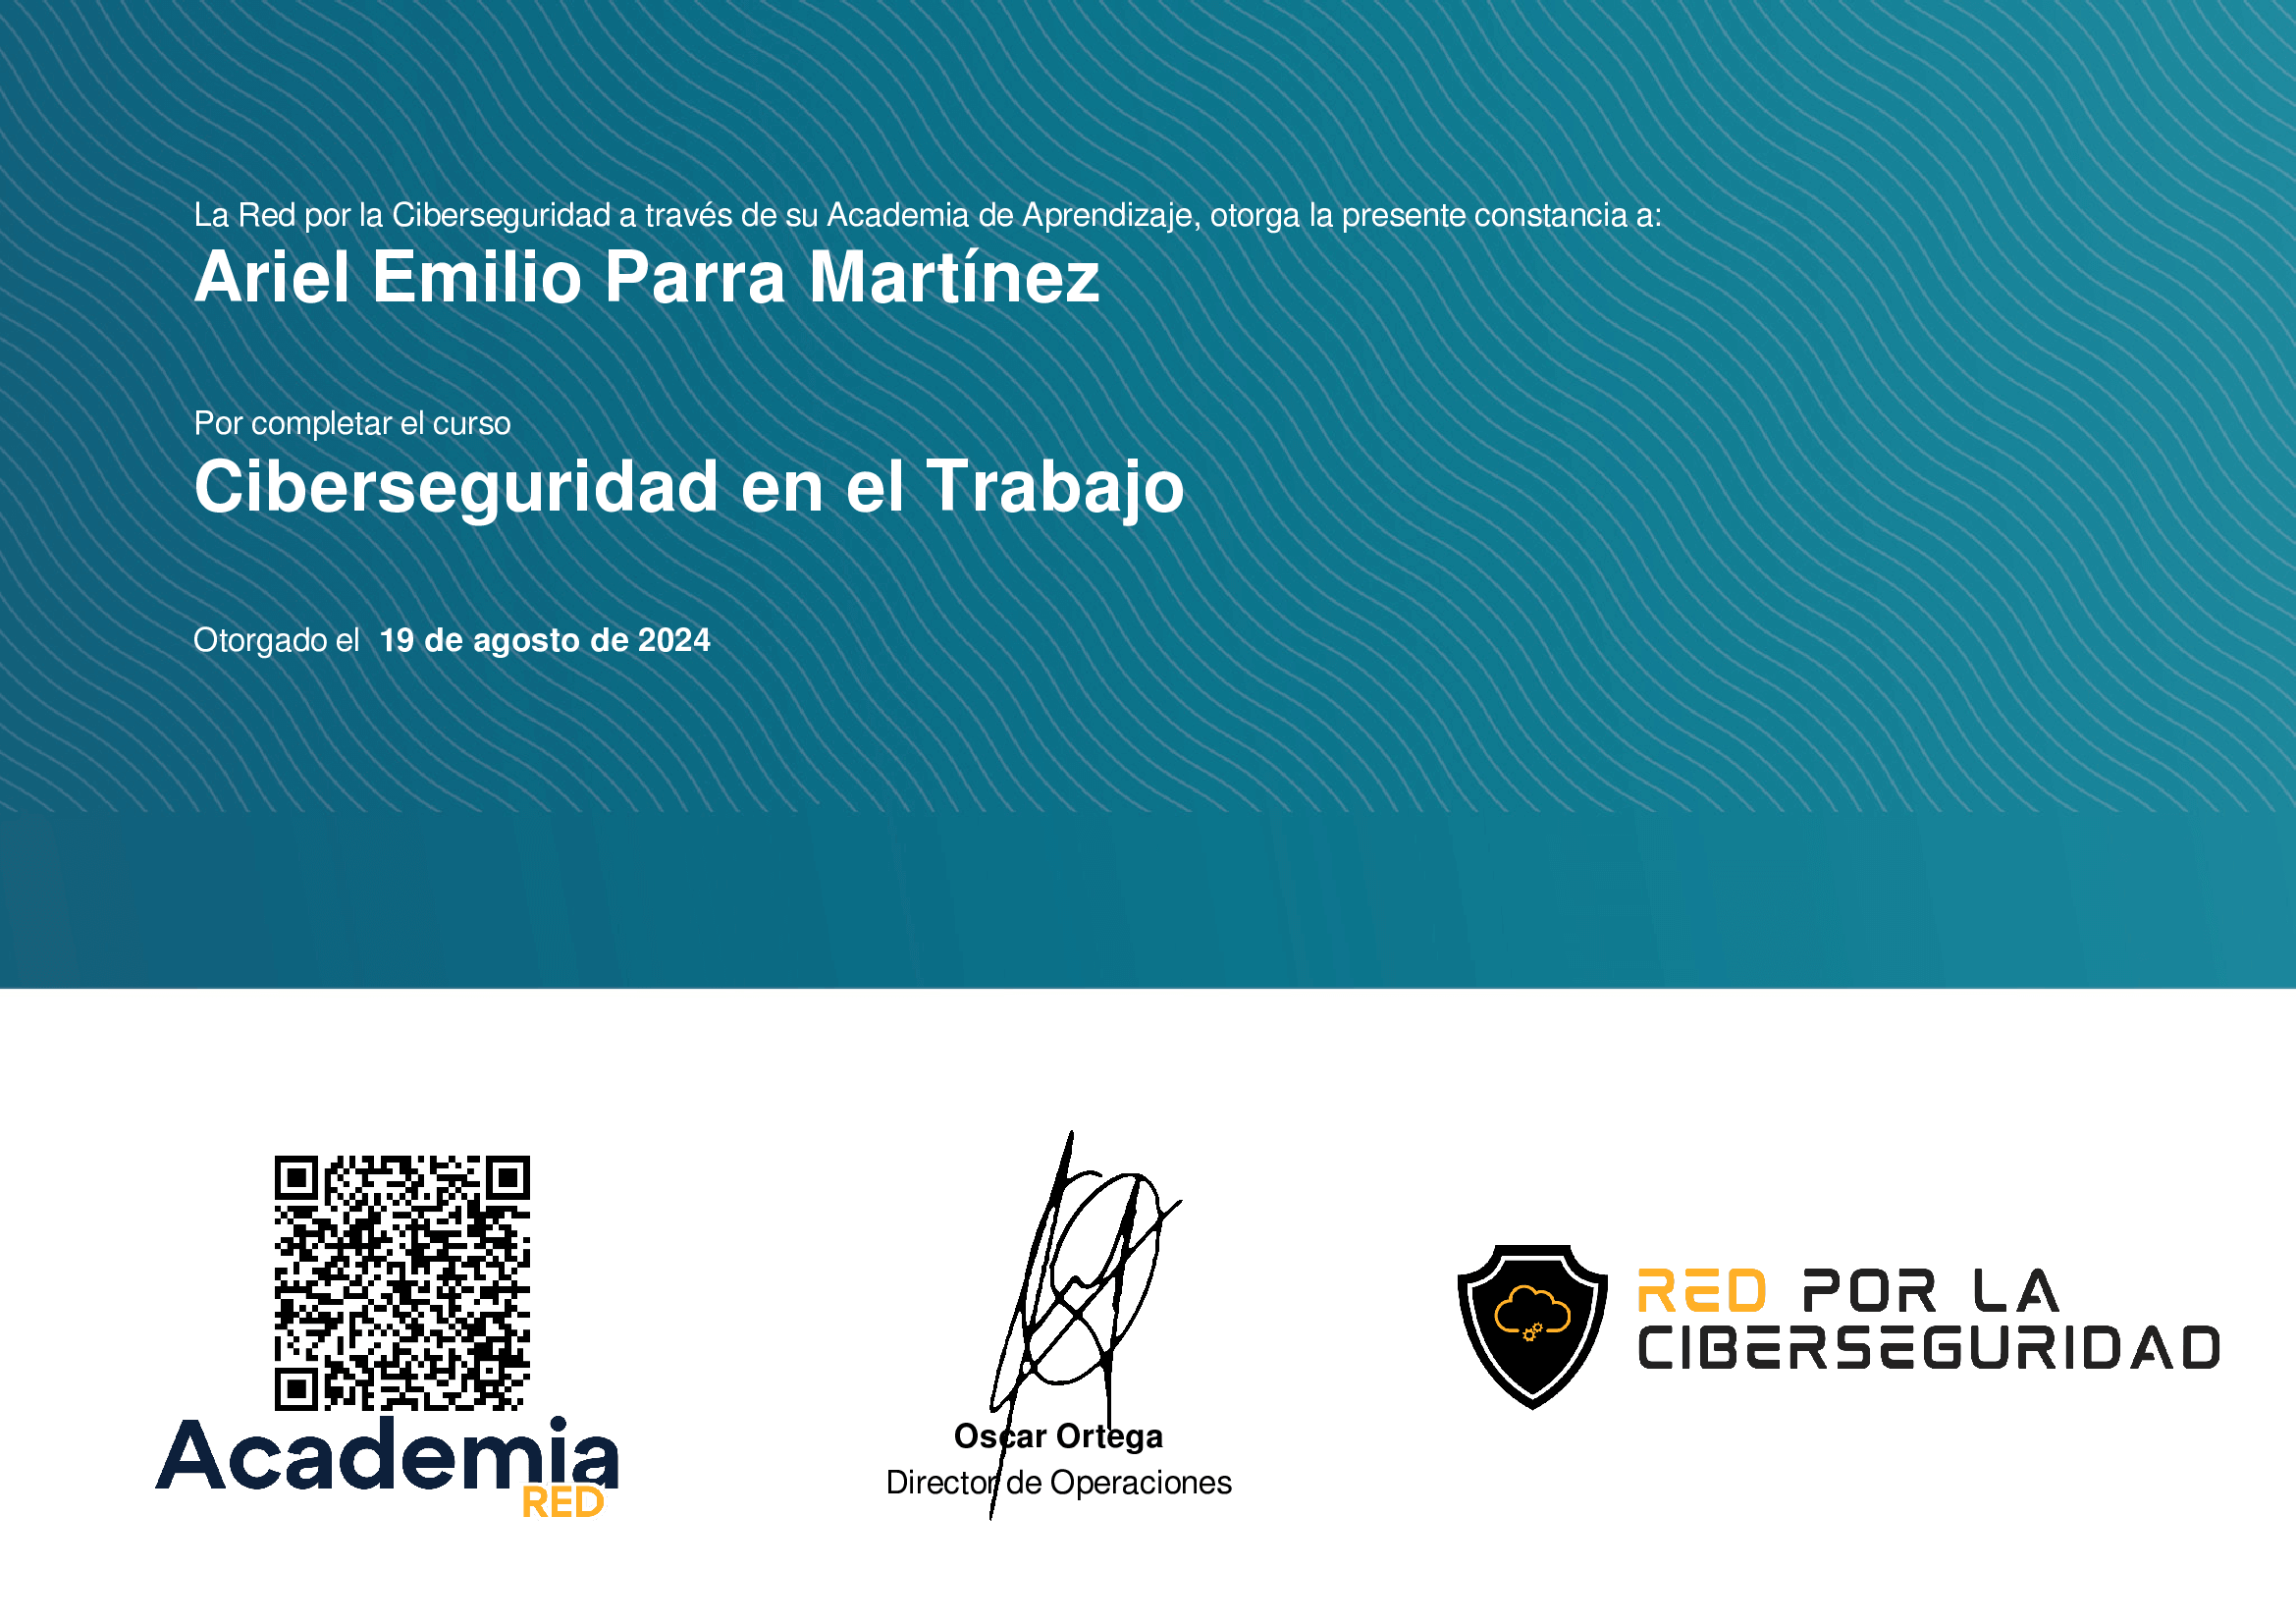 La Red por la Ciberseguridad a través de su Academia de Aprendizaje, otorga la presente constancia a:
Ariel Emilio Parra Martínez
Por completar el curso
Ciberseguridad en el Trabajo
Otorgado el 19 de agosto de 2024
Academia
RED
Oscar Ortega
Director de Operaciones
RED POR LA
CIBERSEGURIDAD